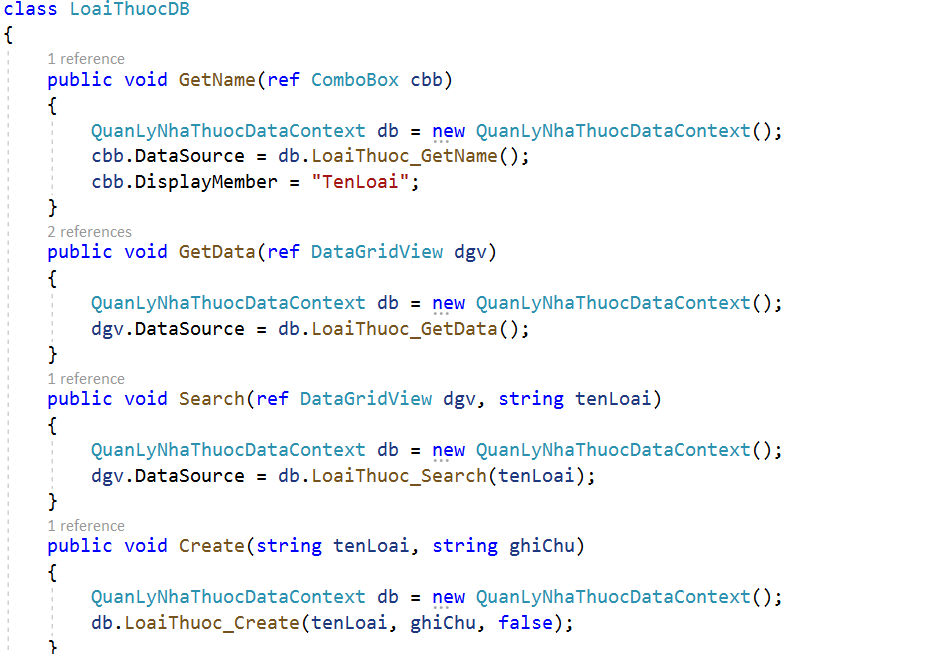 class LoaiThuocDB
{
1 reference
public void GetName(ref ComboBox cbb)
{
QuanLyNhaThuocDataContext db = new QuanLyNhaThuocDataContext();
cbb.DataSource = db.LoaiThuoc_GetName();
cbb.DisplayMember = "TenLoai";
}
2 references
public void GetData(ref DataGridView dgv)
{
QuanLyNhaThuocDataContext db = new QuanLyNhaThuocDataContext();
dgv.DataSource = db.LoaiThuoc_GetData();
}
1 reference
public void Search(ref DataGridView dgv, string tenLoai)
{
QuanLyNhaThuocDataContext db = new QuanLyNhaThuocDataContext();
dgv.DataSource = db.LoaiThuoc_Search(tenLoai);
}
1 reference
public void Create(string tenLoai, string ghiChu)
{
QuanLyNhaThuocDataContext db = new QuanLyNhaThuocDataContext();
db.LoaiThuoc_Create(tenLoai, ghiChu, false);
}